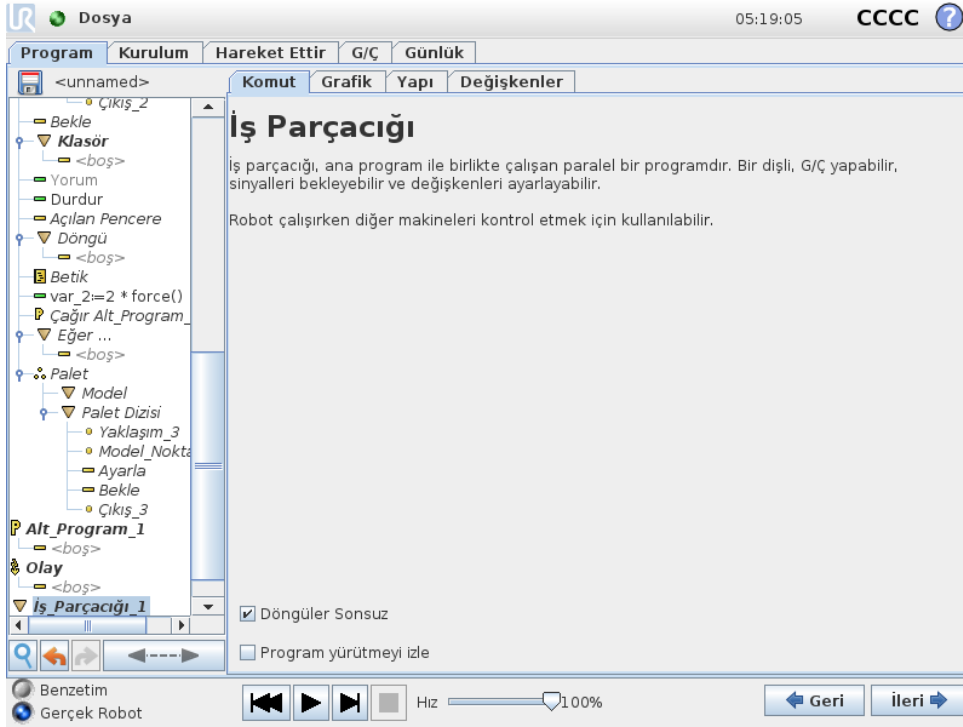 UR Dosya 05:19:05 CCCC ?
Program Kurulum Hareket Ettir G/Ç Günlük
<unnamed> Komut Grafik Yapı Değişkenler
Çıkış_2
Bekle
Klasör
<boş>
Yorum
Durdur
Açılan Pencere
Döngü
<boş>
Betik
var_2:=2 * force()
Çağır Alt_Program_
Eğer ...
<boş>
Palet
Model
Palet Dizisi
Yaklaşım_3
Model_Nokta
Ayarla
Bekle
Çıkış_3
P Alt_Program_1
<boş>
Olay
<boş>
İş_Parçacığı_1
İş Parçacığı
İş parçacığı, ana program ile birlikte çalışan paralel bir programdır. Bir dişli, G/Ç yapabilir,
sinyalleri bekleyebilir ve değişkenleri ayarlayabilir.
Robot çalışırken diğer makineleri kontrol etmek için kullanılabilir.
Döngüler Sonsuz
Program yürütmeyi izle
Benzetim
Gerçek Robot
Hız 100%
Geri İleri